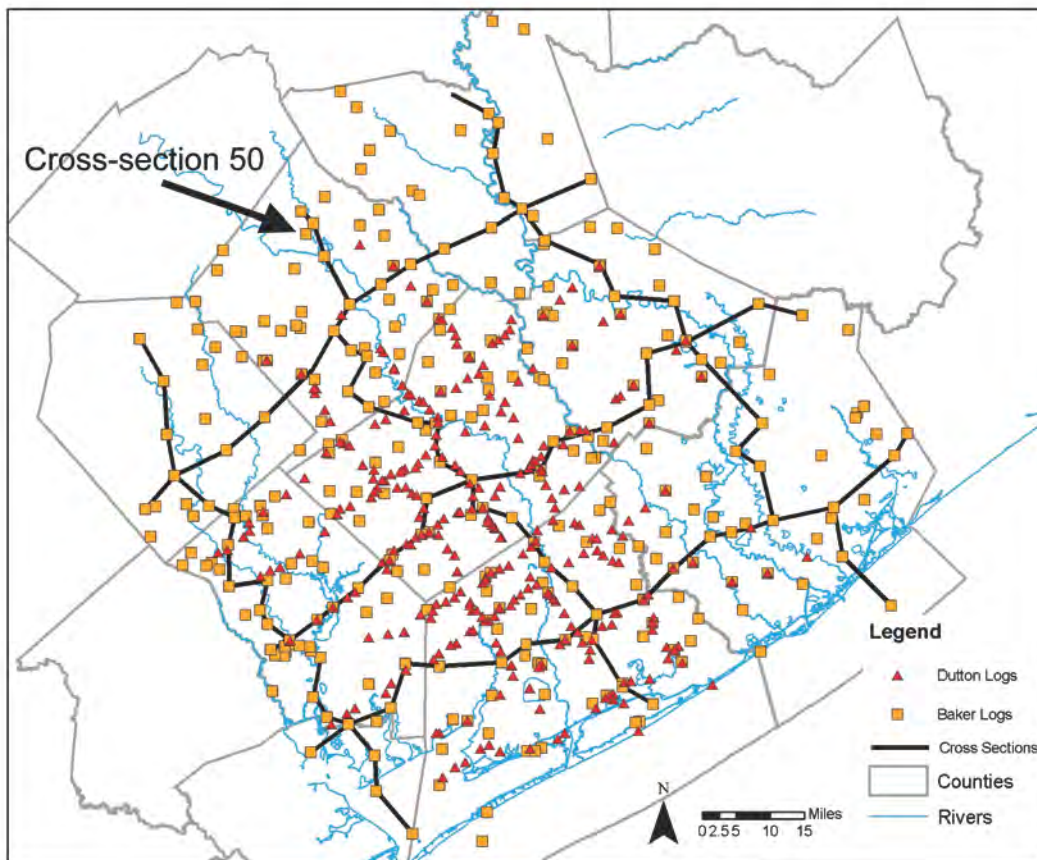 Cross-section 50
Legend
Dutton Logs
Baker Logs
Cross Sections
Counties
Rivers
N
Miles
0 2.5 5 10 15